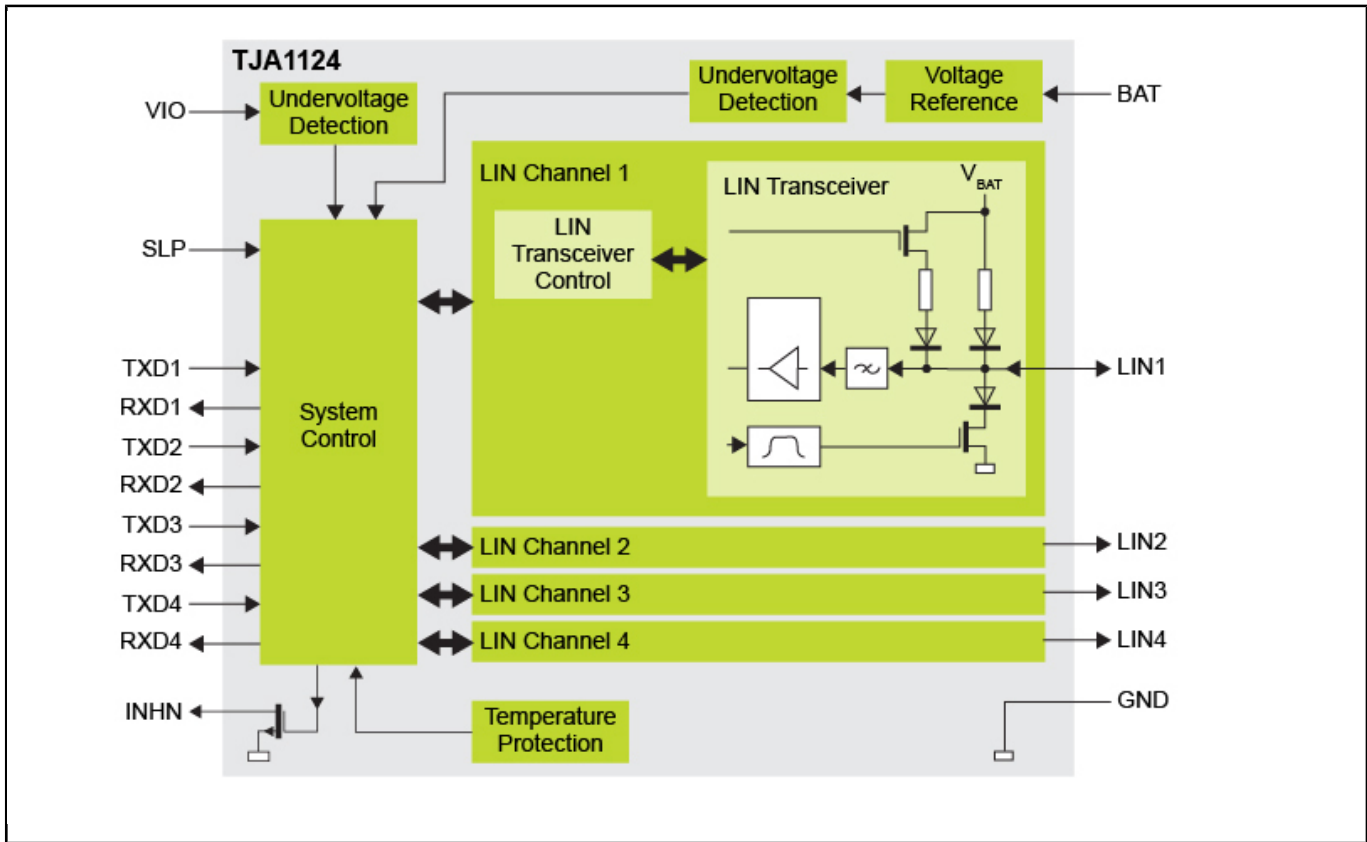 TJA1124
VIO
Undervoltage
Detection
Undervoltage
Detection
Voltage
Reference
BAT
LIN Channel 1
LIN Transceiver
VBAT
SLP
LIN
Transceiver
Control
TXD1
LIN1
RXD1
System
Control
TXD2
RXD2
TXD3
LIN Channel 2
LIN2
RXD3
LIN Channel 3
LIN3
TXD4
RXD4
LIN Channel 4
LIN4
INHN
Temperature
Protection
GND